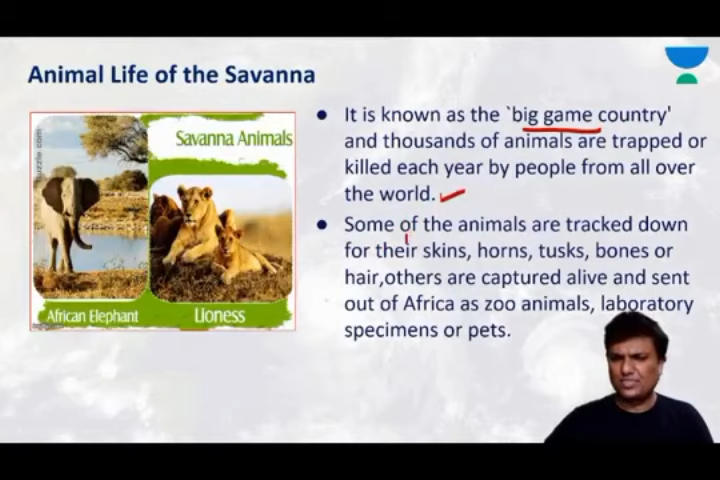 Animal Life of the Savanna
Savanna Animals
African Elephant
Lioness
● It is known as the `big game country'
and thousands of animals are trapped or
killed each year by people from all over
the world.
● Some of the animals are tracked down
for their skins, horns, tusks, bones or
hair,others are captured alive and sent
out of Africa as zoo animals, laboratory
specimens or pets.